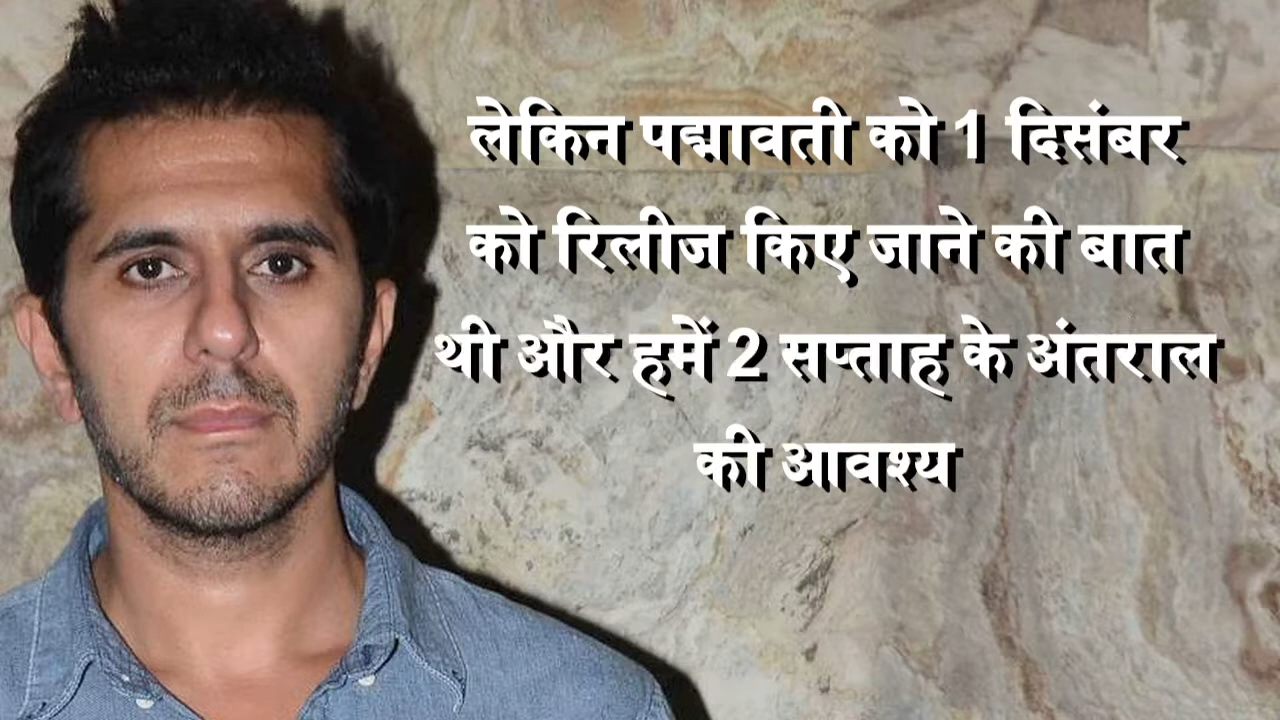 लेकिन पद्मावती को 1 दिसंबर
को रिलीज किए जाने की बात
थी और हमें 2 सप्ताह के अंतराल
की आवश्य